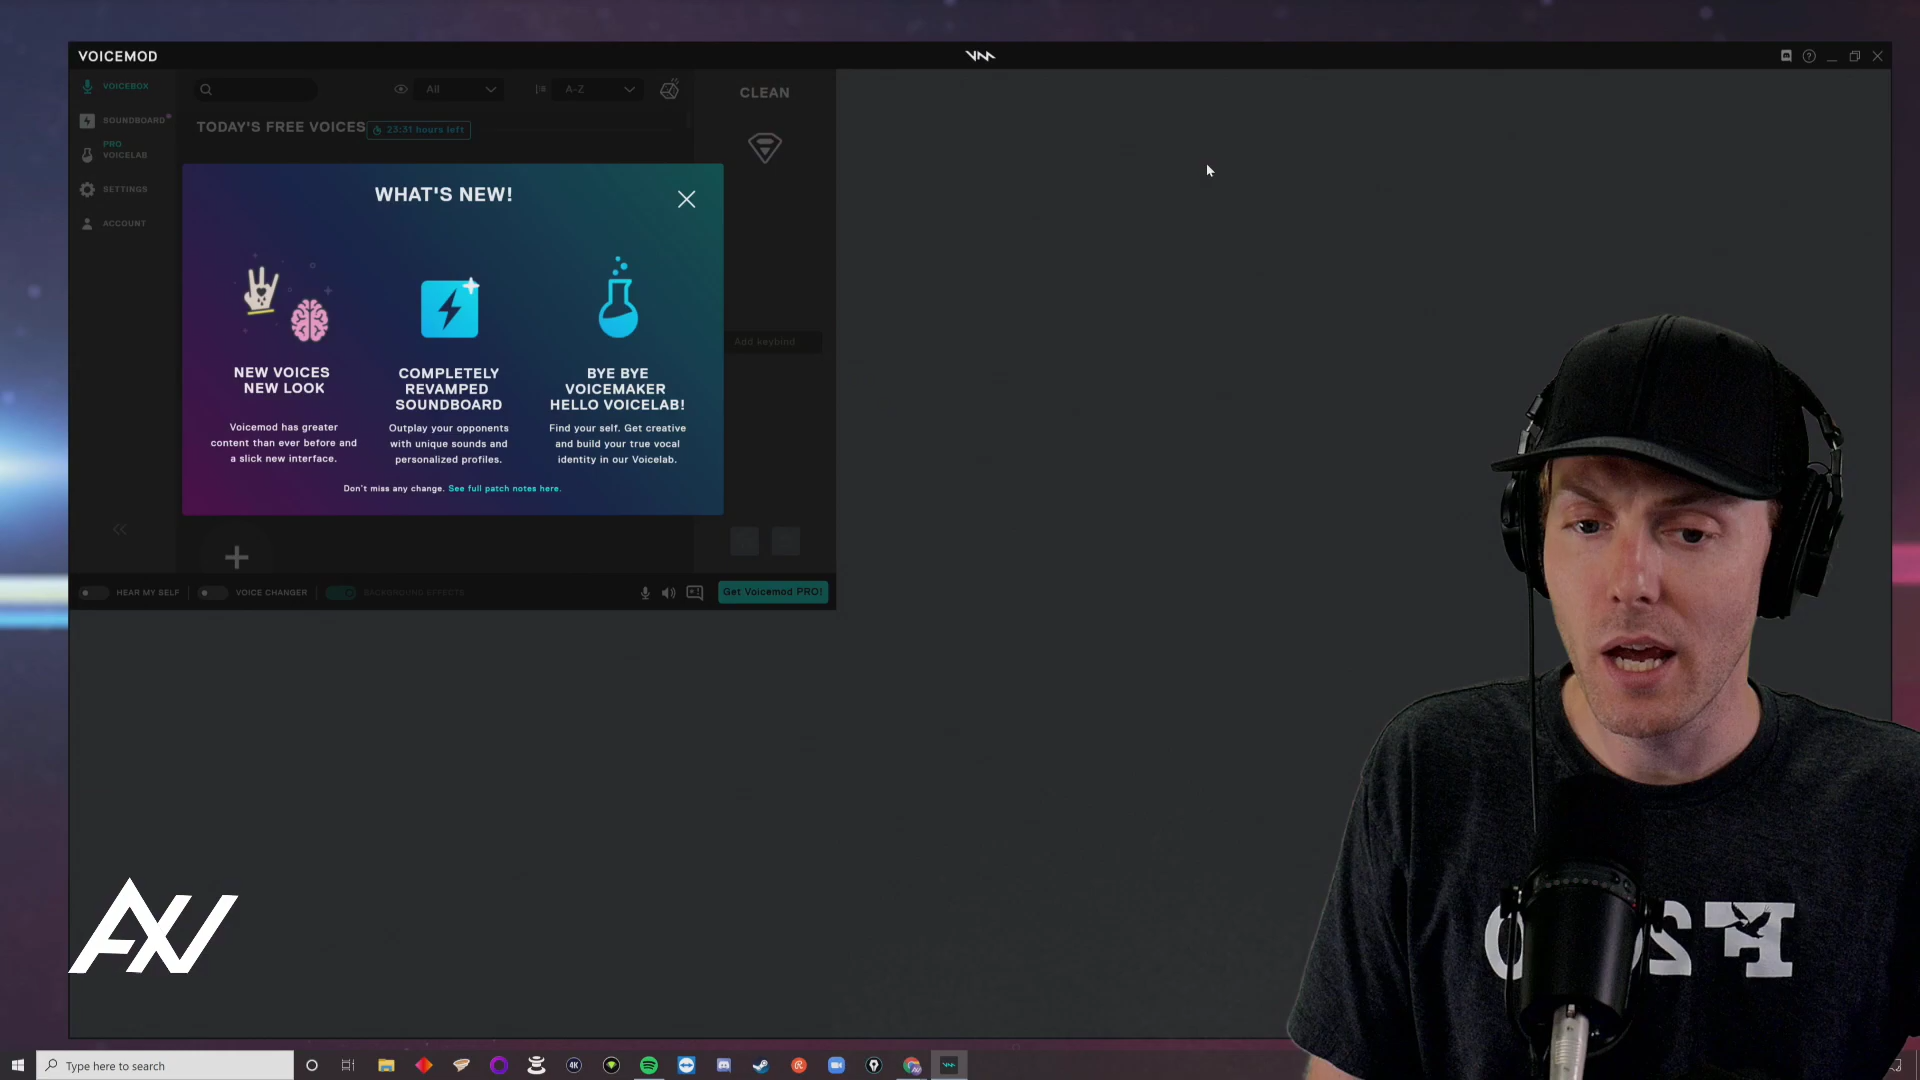 VOICEMOD
VOICEBOX
All
A-Z
CLEAN
SOUNDBOARD
TODAY'S FREE VOICES
23:31 hours left
PRO
VOICELAB
SETTINGS
ACCOUNT
WHAT'S NEW!
NEW VOICES
NEW LOOK
Voicemod has greater
content than ever before and
a slick new interface.
COMPLETELY
REVAMPED
SOUNDBOARD
Outplay your opponents
with unique sounds and
personalized profiles.
BYE BYE
VOICEMAKER
HELLO VOICELAB!
Find your self. Get creative
and build your true vocal
identity in our Voicelab.
Don't miss any change. See full patch notes here.
Add keybind
HEAR MY SELF
VOICE CHANGER
BACKGROUND EFFECTS
Get Voicemod PRO!
Type here to search
4K